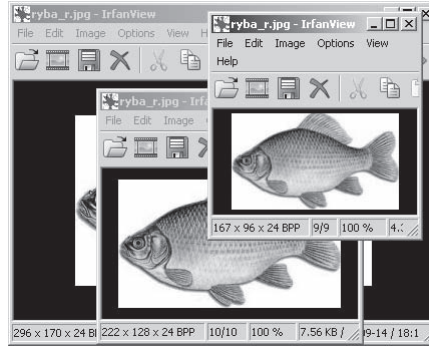 ryba_r.jpg - IrfanView
File Edit Image Options View H
ryba_r.jpg - IrfanView
File Edit Image Options View
Help
ryba_r.jpg - Irfa
File Edit Image
167 x 96 x 24 BPP 9/9 100 % 4.
296 x 170 x 24 B 222 x 128 x 24 BPP 10/10 100 % 7.56 KB / 09-14 / 18:1